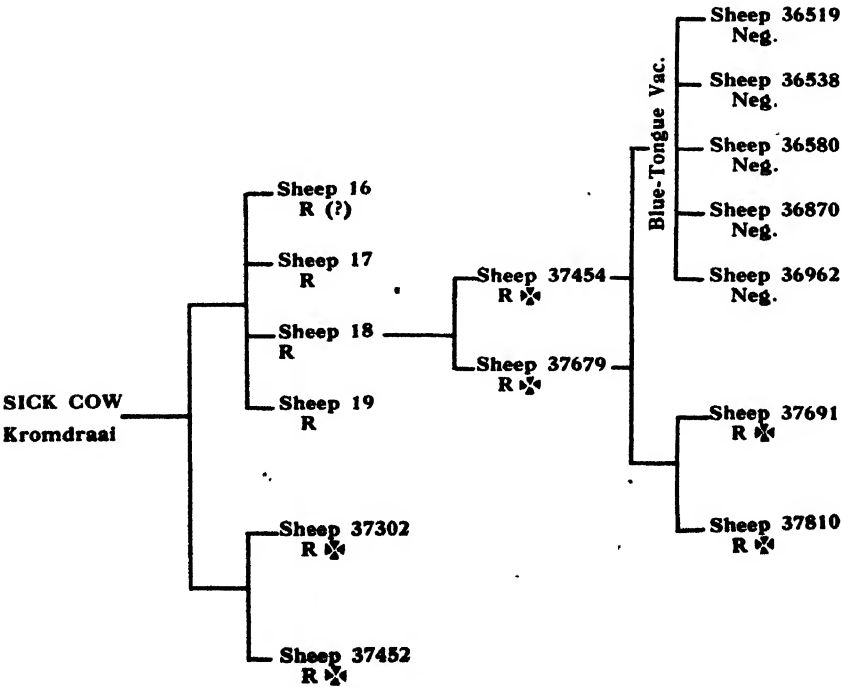 SICK COW
Kromdraai
Sheep 16
R (?)
Sheep 17
R
Sheep 18
R
Sheep 19
R
Sheep 37302
R ✠
Sheep 37452
R ✠
Sheep 37454
R ✠
Sheep 37679
R ✠
Blue-Tongue Vac.
Sheep 36519
Neg.
Sheep 36538
Neg.
Sheep 36580
Neg.
Sheep 36870
Neg.
Sheep 36962
Neg.
Sheep 37691
R ✠
Sheep 37810
R ✠